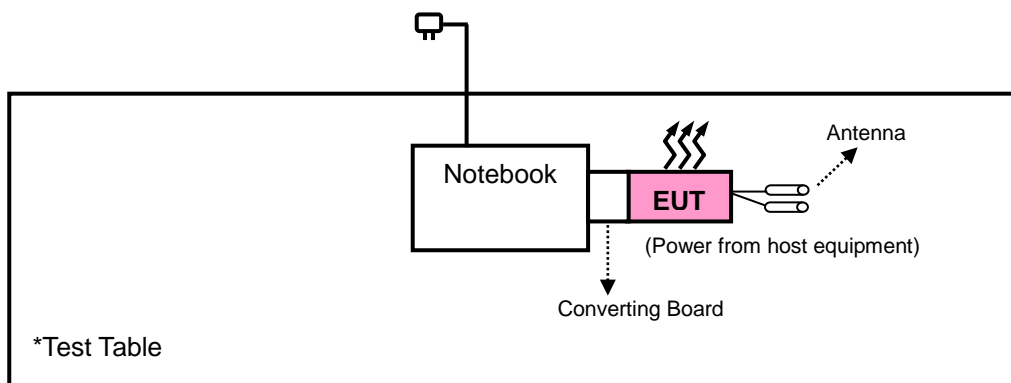 Antenna
Notebook
EUT
(Power from host equipment)
Converting Board
*Test Table